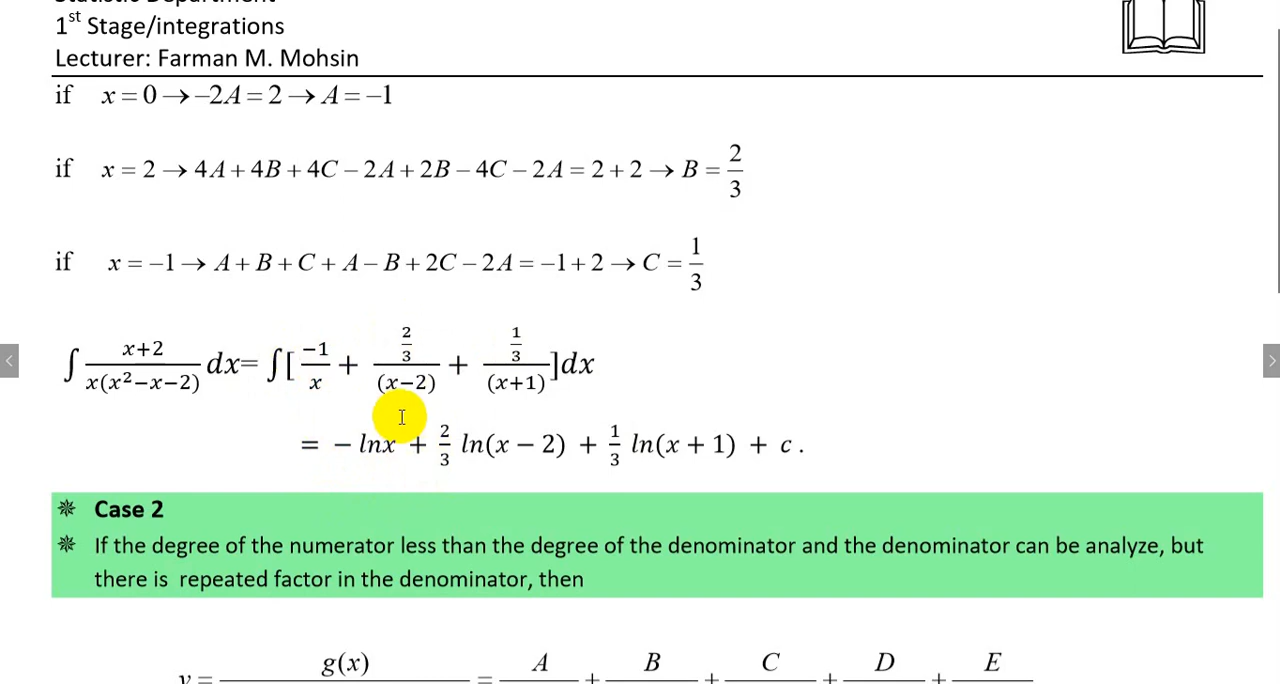 Statistic Department
1st Stage/integrations
Lecturer: Farman M. Mohsin
if x = 0 → −2A = 2 → A = −1
if x = 2 → 4A + 4B + 4C − 2A + 2B − 4C − 2A = 2 + 2 → B = 2/3
if x = −1 → A + B + C + A − B + 2C − 2A = −1 + 2 → C = 1/3
∫ x+2/x(x²−x−2) dx= ∫[−1/x + 2/3/(x−2) + 1/3/(x+1)]dx
= − lnx + 2/3 ln(x − 2) + 1/3 ln(x + 1) + c .
Case 2
If the degree of the numerator less than the degree of the denominator and the denominator can be analyze, but
there is repeated factor in the denominator, then
y = g(x) = A + B + C + D + E